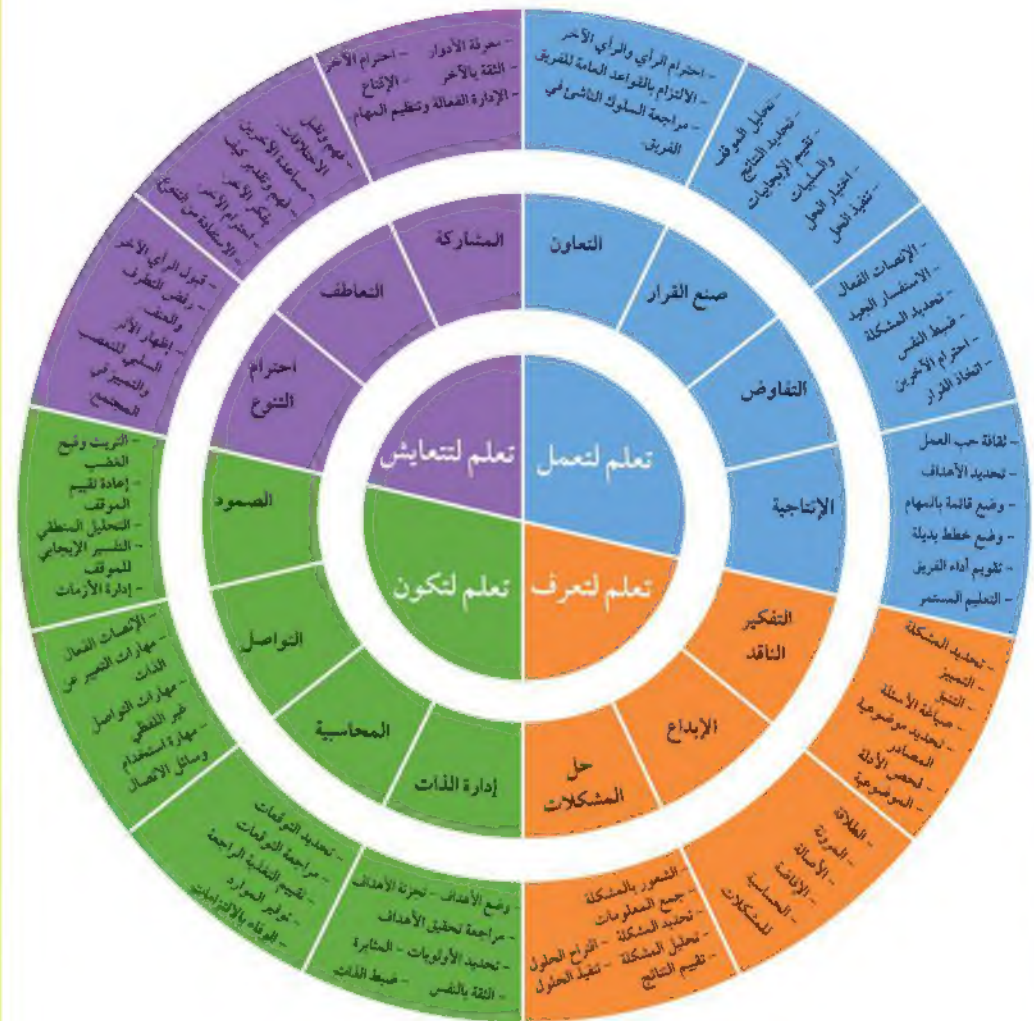 تعلم لتعمل
تعلم لتعرف
تعلم لتكون
تعلم لتتعايش
التعاون
- احترام الرأي والرأي الآخر
- الالتزام بالقواعد العامة للفريق
- مراجعة السلوك الناشئ في
الفريق.
صنع القرار
- تحليل الموقف
- تحديد النتائج
- تقييم الإيجابيات
والسلبيات
- اختيار الحل
- تنفيذ الحل
التفاوض
- الإنصات الفعال
- الاستفسار الجيد
- تحديد المشكلة
- ضبط النفس
- احترام الآخرين
- اتخاذ القرار
الإنتاجية
- ثقافة حب العمل
- تحديد الأهداف
- وضع قائمة بالمهام
- وضع خطط بديلة
- تقويم أداء الفريق
- التعليم المستمر
التفكير
الناقد
- تحديد المشكلة
- التمييز
- التنبؤ
- صياغة الأسئلة
- تحديد موضوعية
المصادر
- فحص الأدلة
- الموضوعية
الإبداع
- الطلاقة
- المرونة
- الأصالة
- الإفاضة
- الحساسية
للمشكلات
حل
المشكلات
- الشعور بالمشكلة
- جمع المعلومات
- تحديد المشكلة - اقتراح الحلول
- تحليل المشكلة - تنفيذ الحلول
- تقييم النتائج
إدارة الذات
- وضع الأهداف - تجزئة الأهداف
- مراجعة تحقيق الأهداف
- تحديد الأولويات - المثابرة
- الثقة بالنفس - ضبط الذات
المحاسبية
- تحديد التوقعات
- مراجعة التوقعات
- تقييم التغذية الراجعة
- توفير الموارد
- الوفاء بالالتزامات
التواصل
- الإنصات الفعال
- مهارات التعبير عن
الذات
- مهارات التواصل
غير اللفظي
- مهارة استخدام
وسائل الاتصال
الصمود
- التريث وكبح
الغضب
- إعادة تقييم
الموقف
- التحليل المنطقي
- التفسير الإيجابي
للموقف
- إدارة الأزمات
احترام
التنوع
- قبول الرأي الآخر
- رفض التطرف
والعنف
- إظهار الأثر
السلبي للتعصب
والتمييز في
المجتمع
التعاطف
- فهم وتقبل
الاختلافات
- مساعدة الآخرين
- فهم وتقدير كيف
يفكر الآخر
- احترام الآخر
- الاستفادة من التنوع
المشاركة
- معرفة الأدوار - احترام الآخر
- الثقة بالآخر - الإقناع
- الإدارة الفعالة وتنظيم المهام